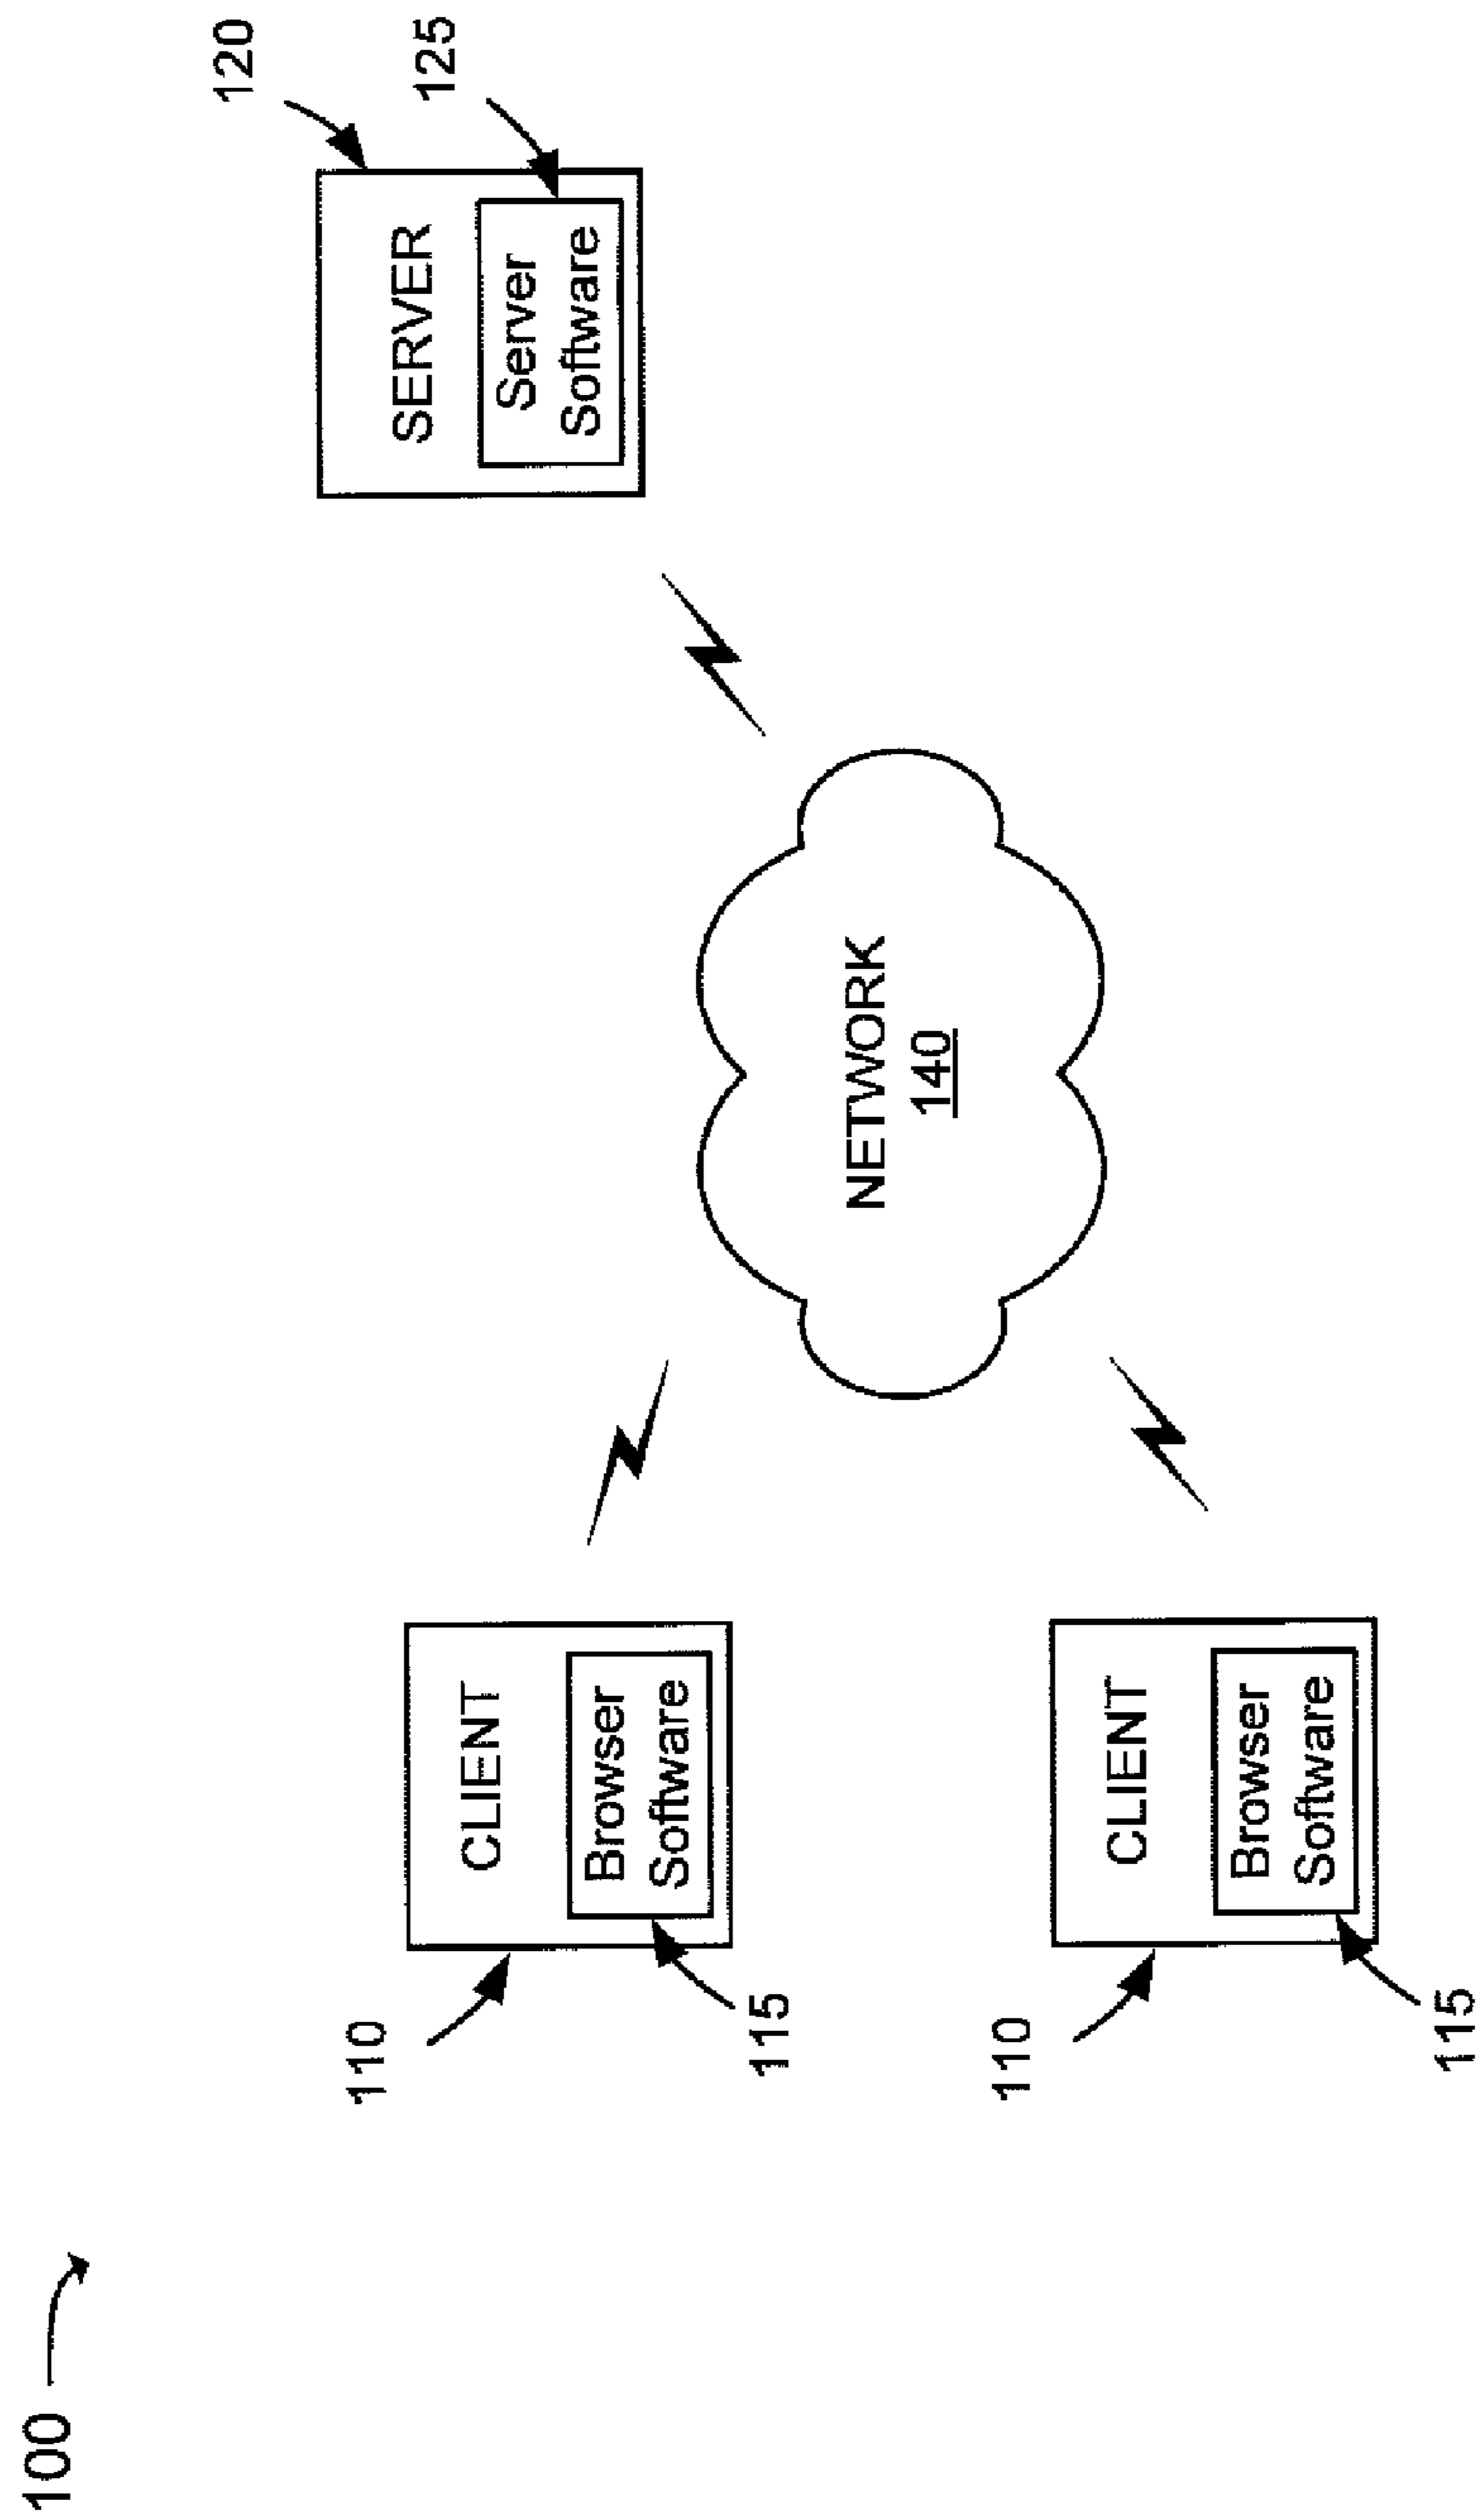 100
110
CLIENT
Browser
Software
115
110
CLIENT
Browser
Software
115
NETWORK
140
120
SERVER
125
Server
Software